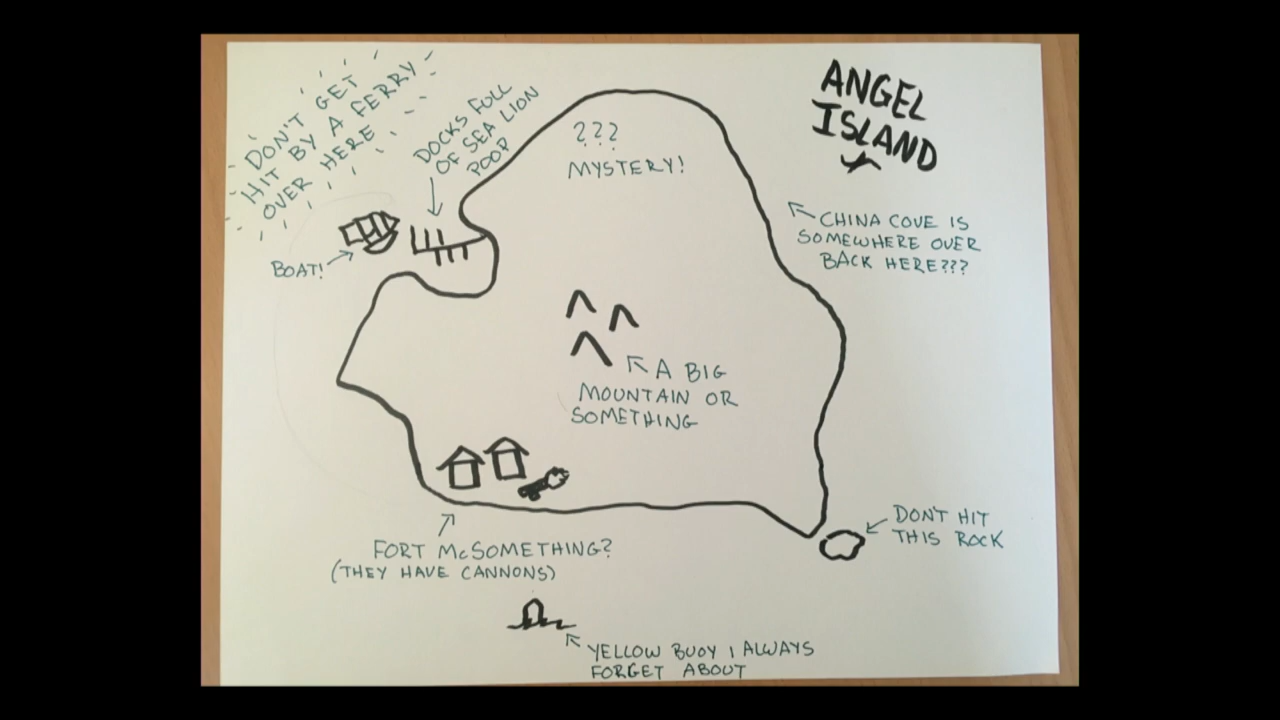 ANGEL
ISLAND
DON'T GET
HIT BY A FERRY
OVER HERE
DOCKS FULL
OF SEA LION
POOP
???
MYSTERY!
BOAT!
CHINA COVE IS
SOMEWHERE OVER
BACK HERE???
A BIG
MOUNTAIN OR
SOMETHING
FORT McSOMETHING?
(THEY HAVE CANNONS)
DON'T HIT
THIS ROCK
YELLOW BUOY I ALWAYS
FORGET ABOUT